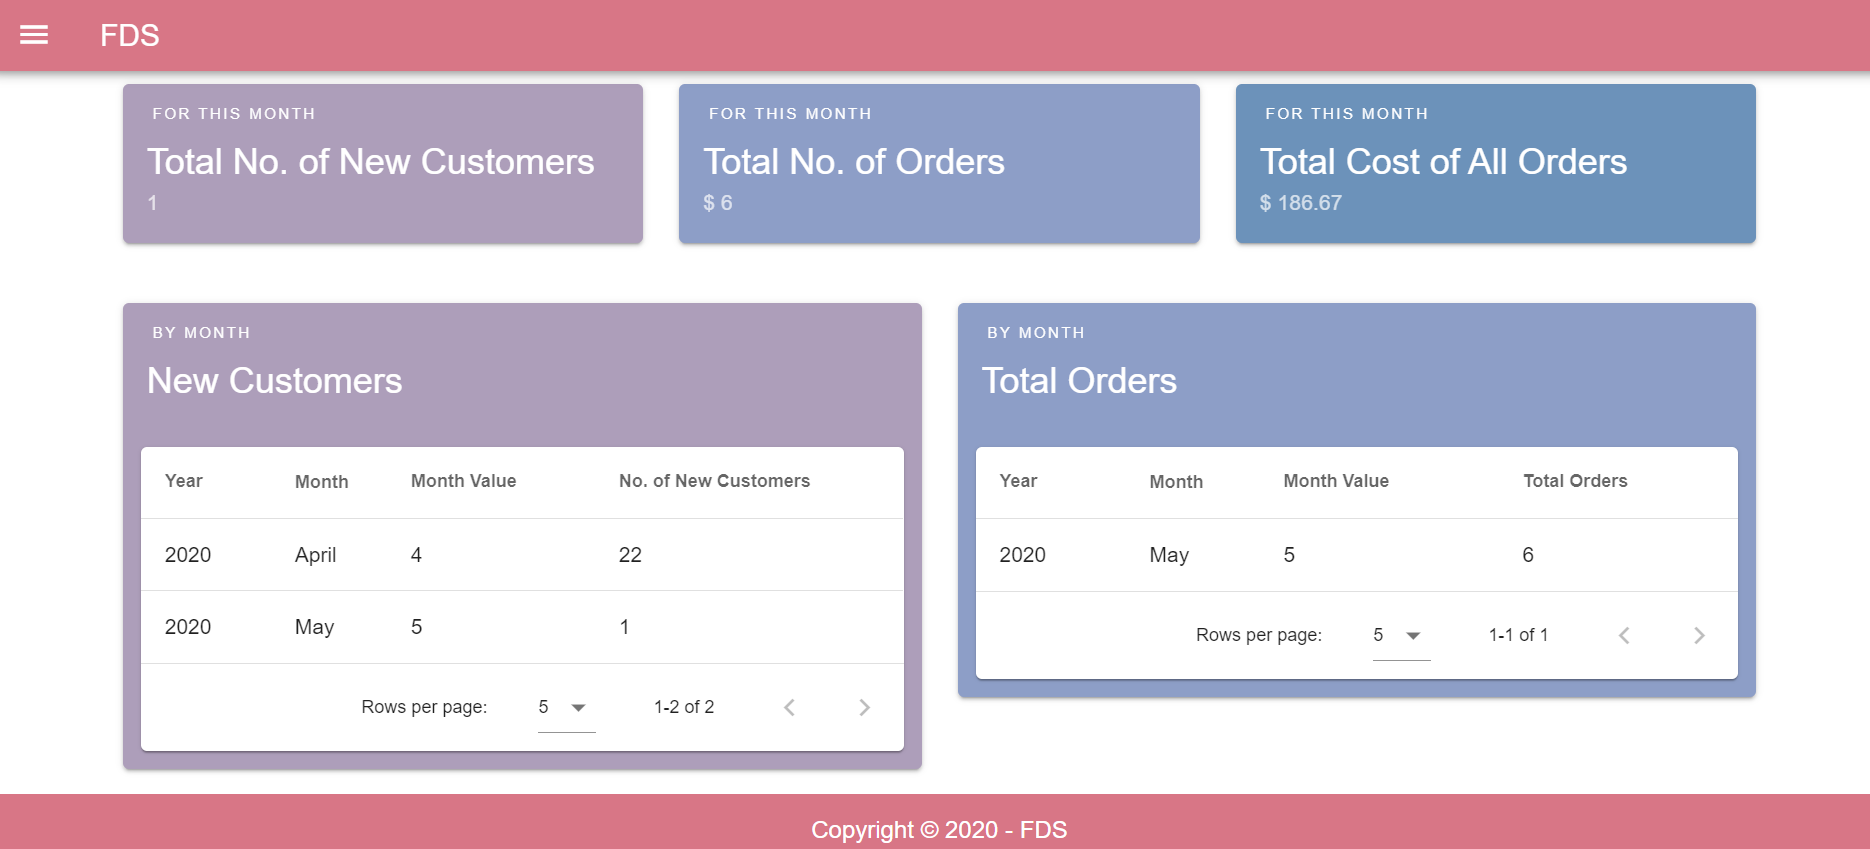 FDS
FOR THIS MONTH
Total No. of New Customers
1
FOR THIS MONTH
Total No. of Orders
$ 6
FOR THIS MONTH
Total Cost of All Orders
$ 186.67
BY MONTH
New Customers
Year Month Month Value No. of New Customers
2020 April 4 22
2020 May 5 1
Rows per page: 5 1-2 of 2
BY MONTH
Total Orders
Year Month Month Value Total Orders
2020 May 5 6
Rows per page: 5 1-1 of 1
Copyright © 2020 - FDS